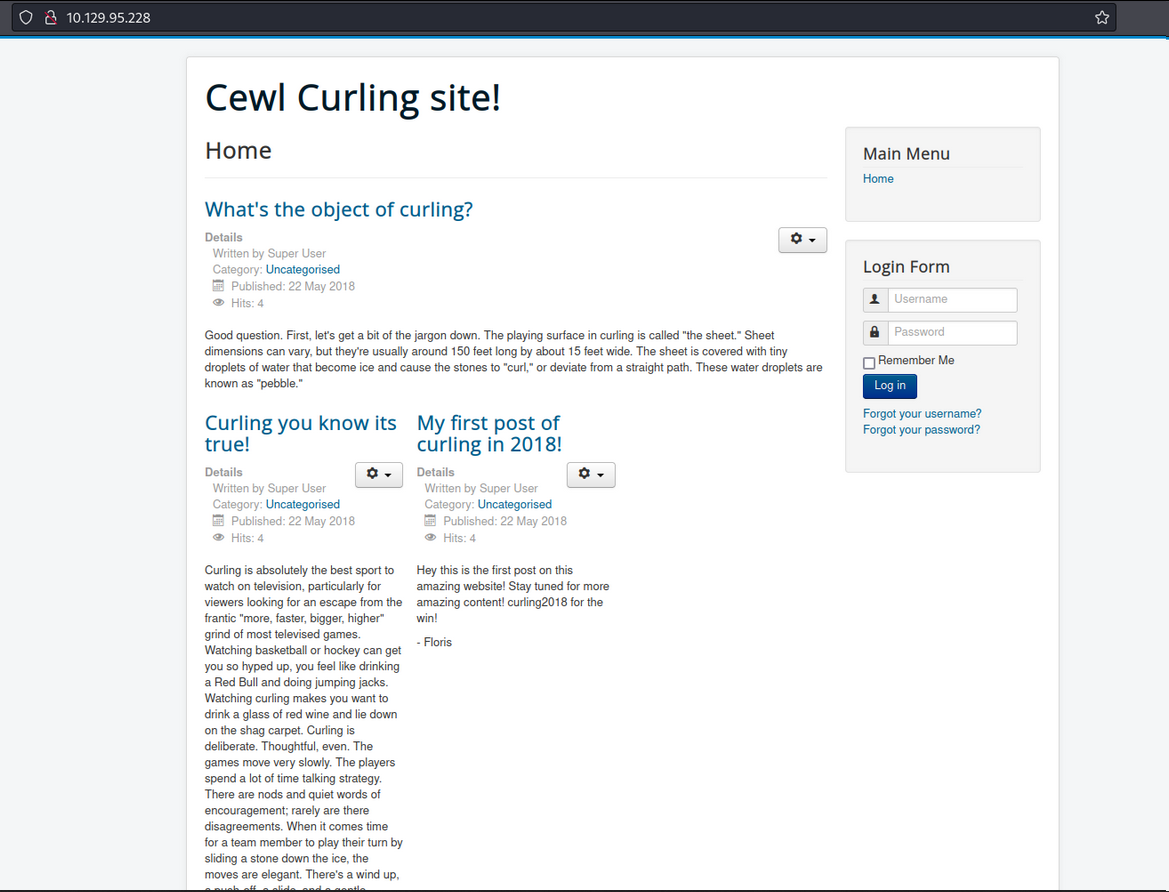 10.129.95.228
Cewl Curling site!
Home
What's the object of curling?
Details
Written by Super User
Category: Uncategorised
Published: 22 May 2018
Hits: 4
Good question. First, let's get a bit of the jargon down. The playing surface in curling is called "the sheet." Sheet
dimensions can vary, but they're usually around 150 feet long by about 15 feet wide. The sheet is covered with tiny
droplets of water that become ice and cause the stones to "curl," or deviate from a straight path. These water droplets are
known as "pebble."
Curling you know its
true!
Details
Written by Super User
Category: Uncategorised
Published: 22 May 2018
Hits: 4
Curling is absolutely the best sport to
watch on television, particularly for
viewers looking for an escape from the
frantic "more, faster, bigger, higher"
grind of most televised games.
Watching basketball or hockey can get
you so hyped up, you feel like drinking
a Red Bull and doing jumping jacks.
Watching curling makes you want to
drink a glass of red wine and lie down
on the shag carpet. Curling is
deliberate. Thoughtful, even. The
games move very slowly. The players
spend a lot of time talking strategy.
There are nods and quiet words of
encouragement; rarely are there
disagreements. When it comes time
for a team member to play their turn by
sliding a stone down the ice, the
moves are elegant. There's a wind up,
a push off, a slide, and a gentle
My first post of
curling in 2018!
Details
Written by Super User
Category: Uncategorised
Published: 22 May 2018
Hits: 4
Hey this is the first post on this
amazing website! Stay tuned for more
amazing content! curling2018 for the
win!
- Floris
Main Menu
Home
Login Form
Username
Password
Remember Me
Log in
Forgot your username?
Forgot your password?